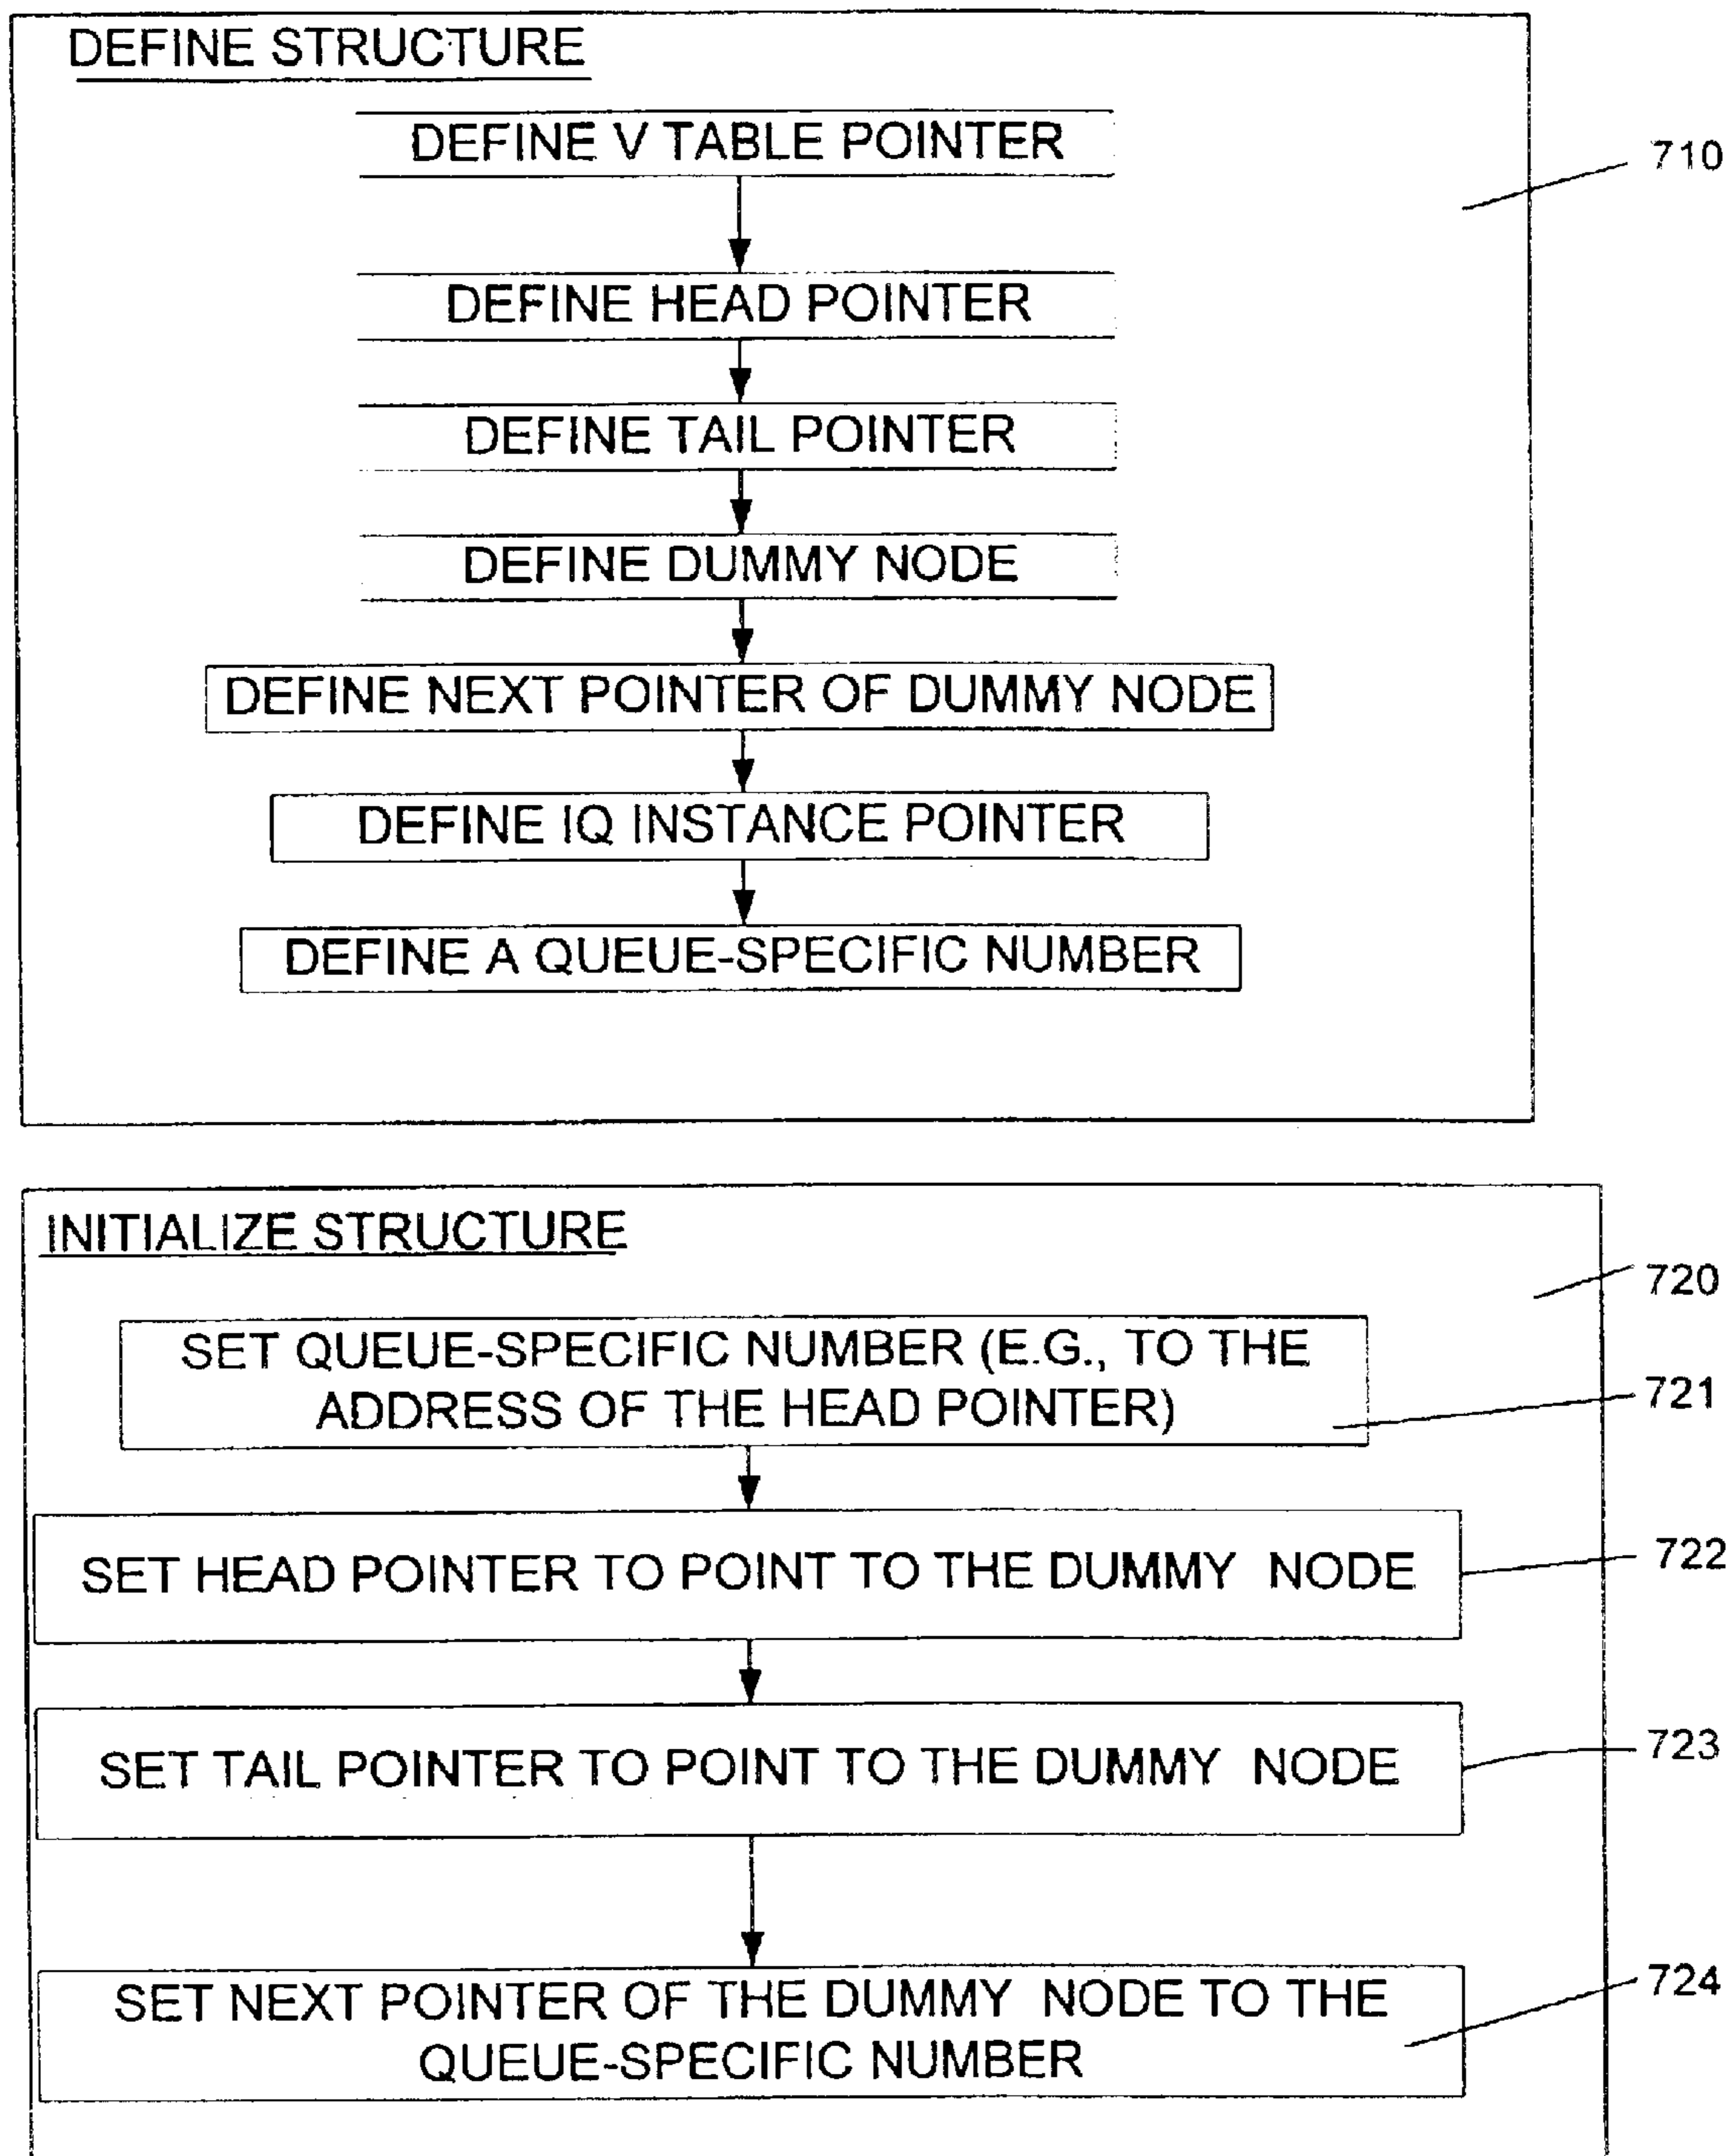 DEFINE STRUCTURE
DEFINE V TABLE POINTER
710
DEFINE HEAD POINTER
DEFINE TAIL POINTER
DEFINE DUMMY NODE
DEFINE NEXT POINTER OF DUMMY NODE
DEFINE IQ INSTANCE POINTER
DEFINE A QUEUE-SPECIFIC NUMBER
INITIALIZE STRUCTURE
720
SET QUEUE-SPECIFIC NUMBER (E.G., TO THE
ADDRESS OF THE HEAD POINTER)
721
SET HEAD POINTER TO POINT TO THE DUMMY NODE
722
SET TAIL POINTER TO POINT TO THE DUMMY NODE
723
SET NEXT POINTER OF THE DUMMY NODE TO THE
QUEUE-SPECIFIC NUMBER
724